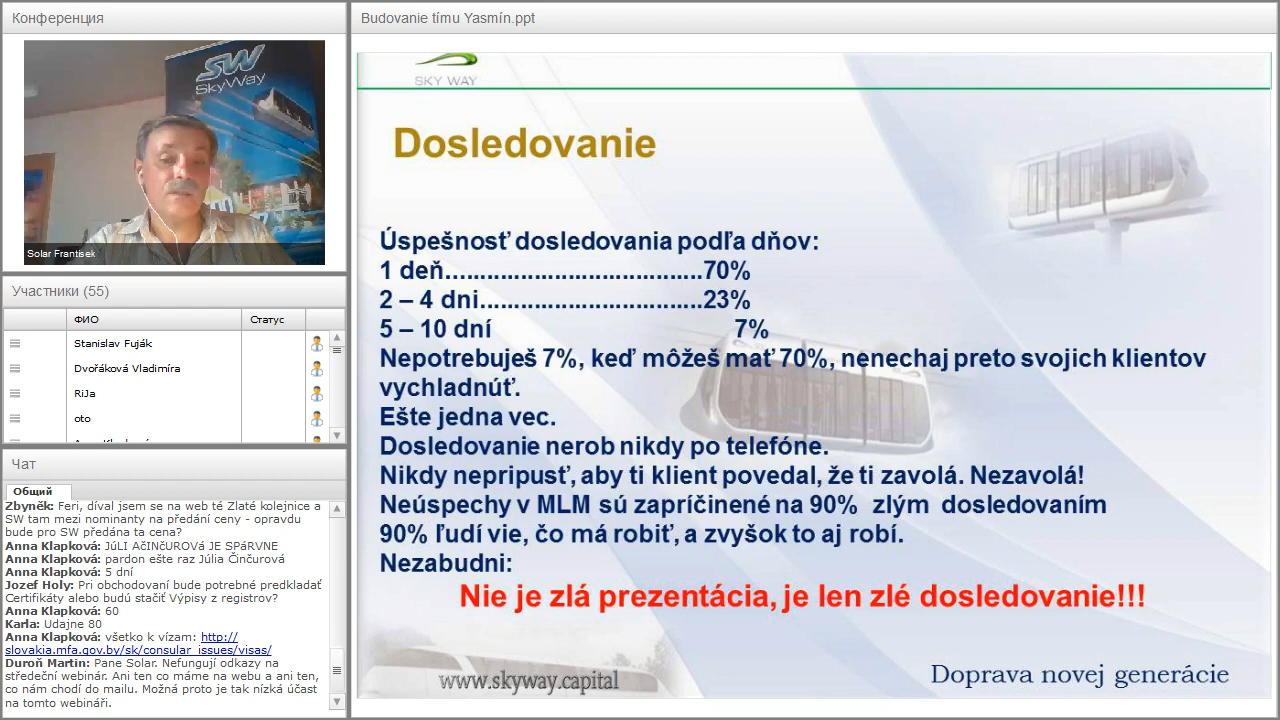 Конференция
SW
SkyWay
Solar Frantisek
Участники (55)
ФИО
Статус
Stanislav Fuják
Dvořáková Vladimíra
RiJa
oto
Чат
Общий
Zbyněk: Feri, díval jsem se na web té Zlaté kolejnice a
SW tam mezi nominanty na předání ceny - opravdu
bude pro SW předána ta cena?
Anna Klapková: JúLI AčINčUROVá JE SPáRVNE
Anna Klapková: pardon ešte raz Júlia Činčurová
Anna Klapková: 5 dní
Jozef Holy: Pri obchodovaní bude potrebné predkladať
Certifikáty alebo budú stačiť Výpisy z registrov?
Anna Klapková: 60
Karla: Udajne 80
Anna Klapková: všetko k vízam: http://
slovakia.mfa.gov.by/sk/consular_issues/visas/
Duroň Martin: Pane Solar. Nefungují odkazy na
středeční webinár. Ani ten co máme na webu a ani ten,
co nám chodí do mailu. Možná proto je tak nízká účast
na tomto webináři.
Budovanie tímu Yasmín.ppt
SKY WAY
Dosledovanie
Úspešnosť dosledovania podľa dňov:
1 deň.....................................70%
2 – 4 dni.................................23%
5 – 10 dní 7%
Nepotrebuješ 7%, keď môžeš mať 70%, nenechaj preto svojich klientov
vychladnúť.
Ešte jedna vec.
Dosledovanie nerob nikdy po telefóne.
Nikdy nepripusť, aby ti klient povedal, že ti zavolá. Nezavolá!
Neúspechy v MLM sú zapríčinené na 90% zlým dosledovaním
90% ľudí vie, čo má robiť, a zvyšok to aj robí.
Nezabudni:
Nie je zlá prezentácia, je len zlé dosledovanie!!!
www.skyway.capital
Doprava novej generácie